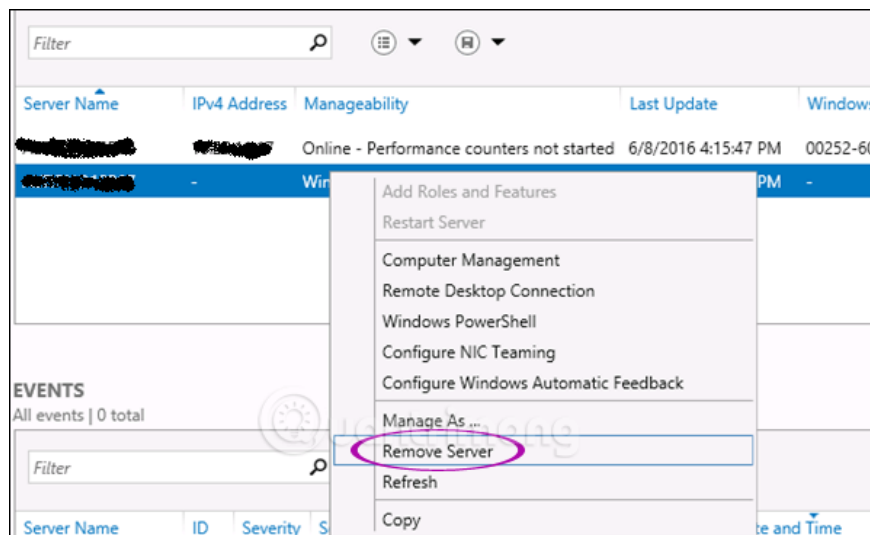 Filter
Server Name IPv4 Address Manageability Last Update Windows
Online - Performance counters not started 6/8/2016 4:15:47 PM 00252-60
- Win PM -
Add Roles and Features
Restart Server
Computer Management
Remote Desktop Connection
Windows PowerShell
Configure NIC Teaming
Configure Windows Automatic Feedback
Manage As ...
Remove Server
Refresh
Copy
EVENTS
All events | 0 total
Filter
Server Name ID Severity S te and Time